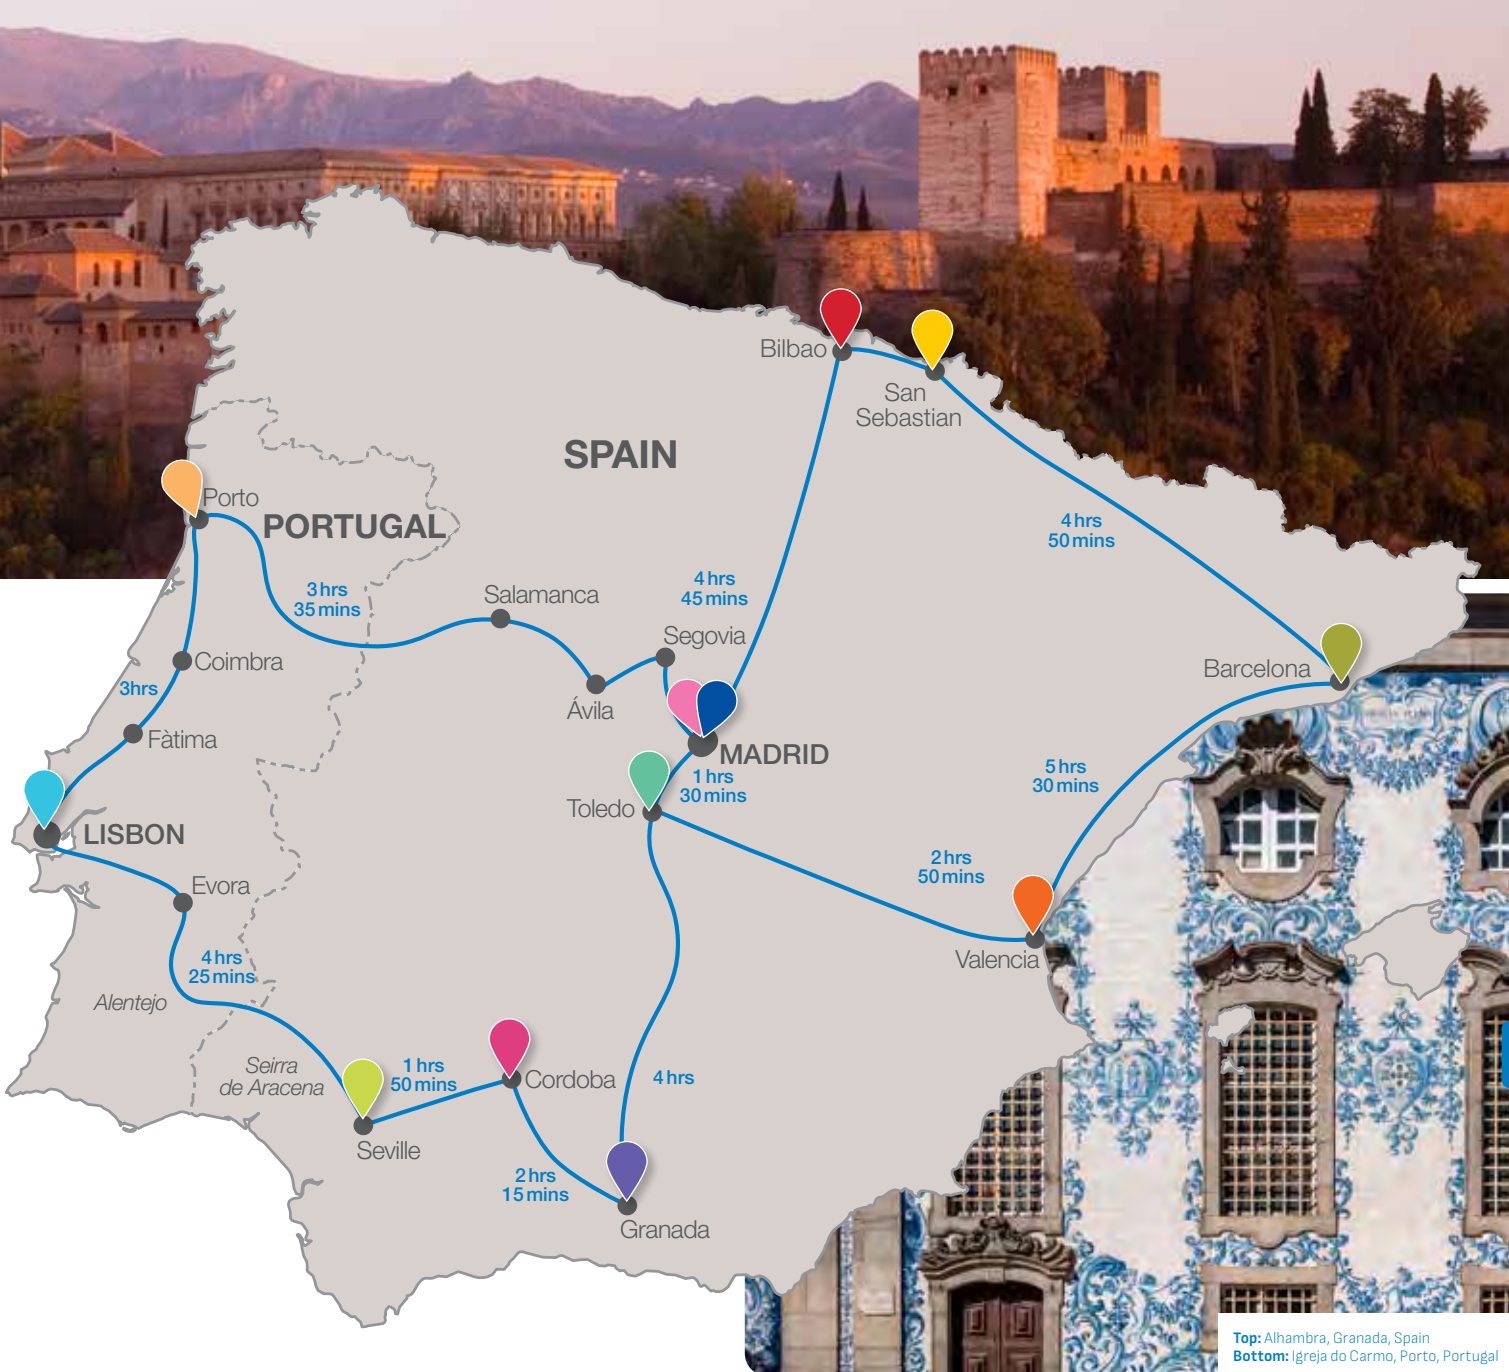 Bilbao
San
Sebastian
SPAIN
Porto
PORTUGAL
4 hrs
50 mins
3 hrs
35 mins
Salamanca
4 hrs
45 mins
Segovia
Coimbra
Barcelona
3hrs
Ávila
Fàtima
MADRID
1 hrs
30 mins
5 hrs
30 mins
Toledo
LISBON
2 hrs
50 mins
Evora
Valencia
4 hrs
25 mins
Alentejo
Seirra
de Aracena
1 hrs
50 mins
Cordoba
4 hrs
Seville
2 hrs
15 mins
Granada
Top: Alhambra, Granada, Spain
Bottom: Igreja do Carmo, Porto, Portugal